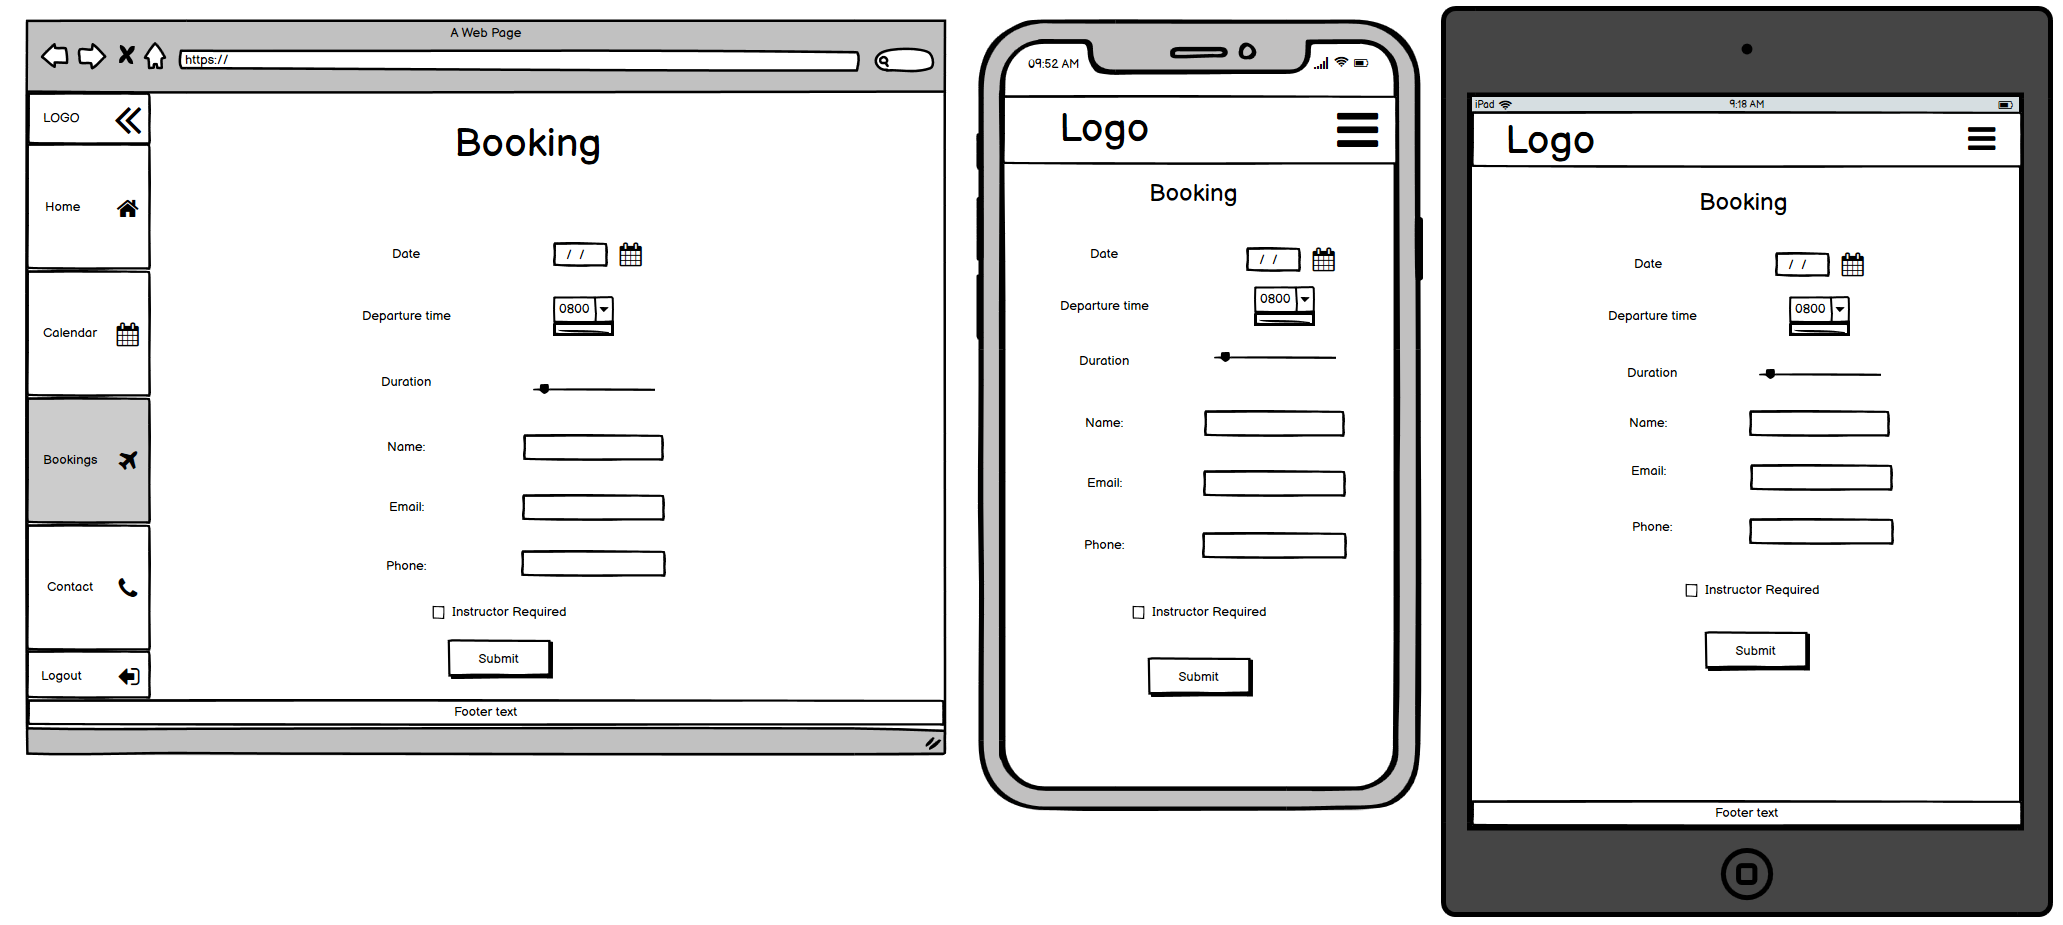 A Web Page
https://
LOGO
Home
Calendar
Bookings
Contact
Logout
Booking
Date
/ /
Departure time
0800
Duration
Name:
Email:
Phone:
Instructor Required
Submit
Footer text
09:52 AM
Logo
Booking
Date
/ /
Departure time
0800
Duration
Name:
Email:
Phone:
Instructor Required
Submit
iPad
9:18 AM
Logo
Booking
Date
/ /
Departure time
0800
Duration
Name:
Email:
Phone:
Instructor Required
Submit
Footer text